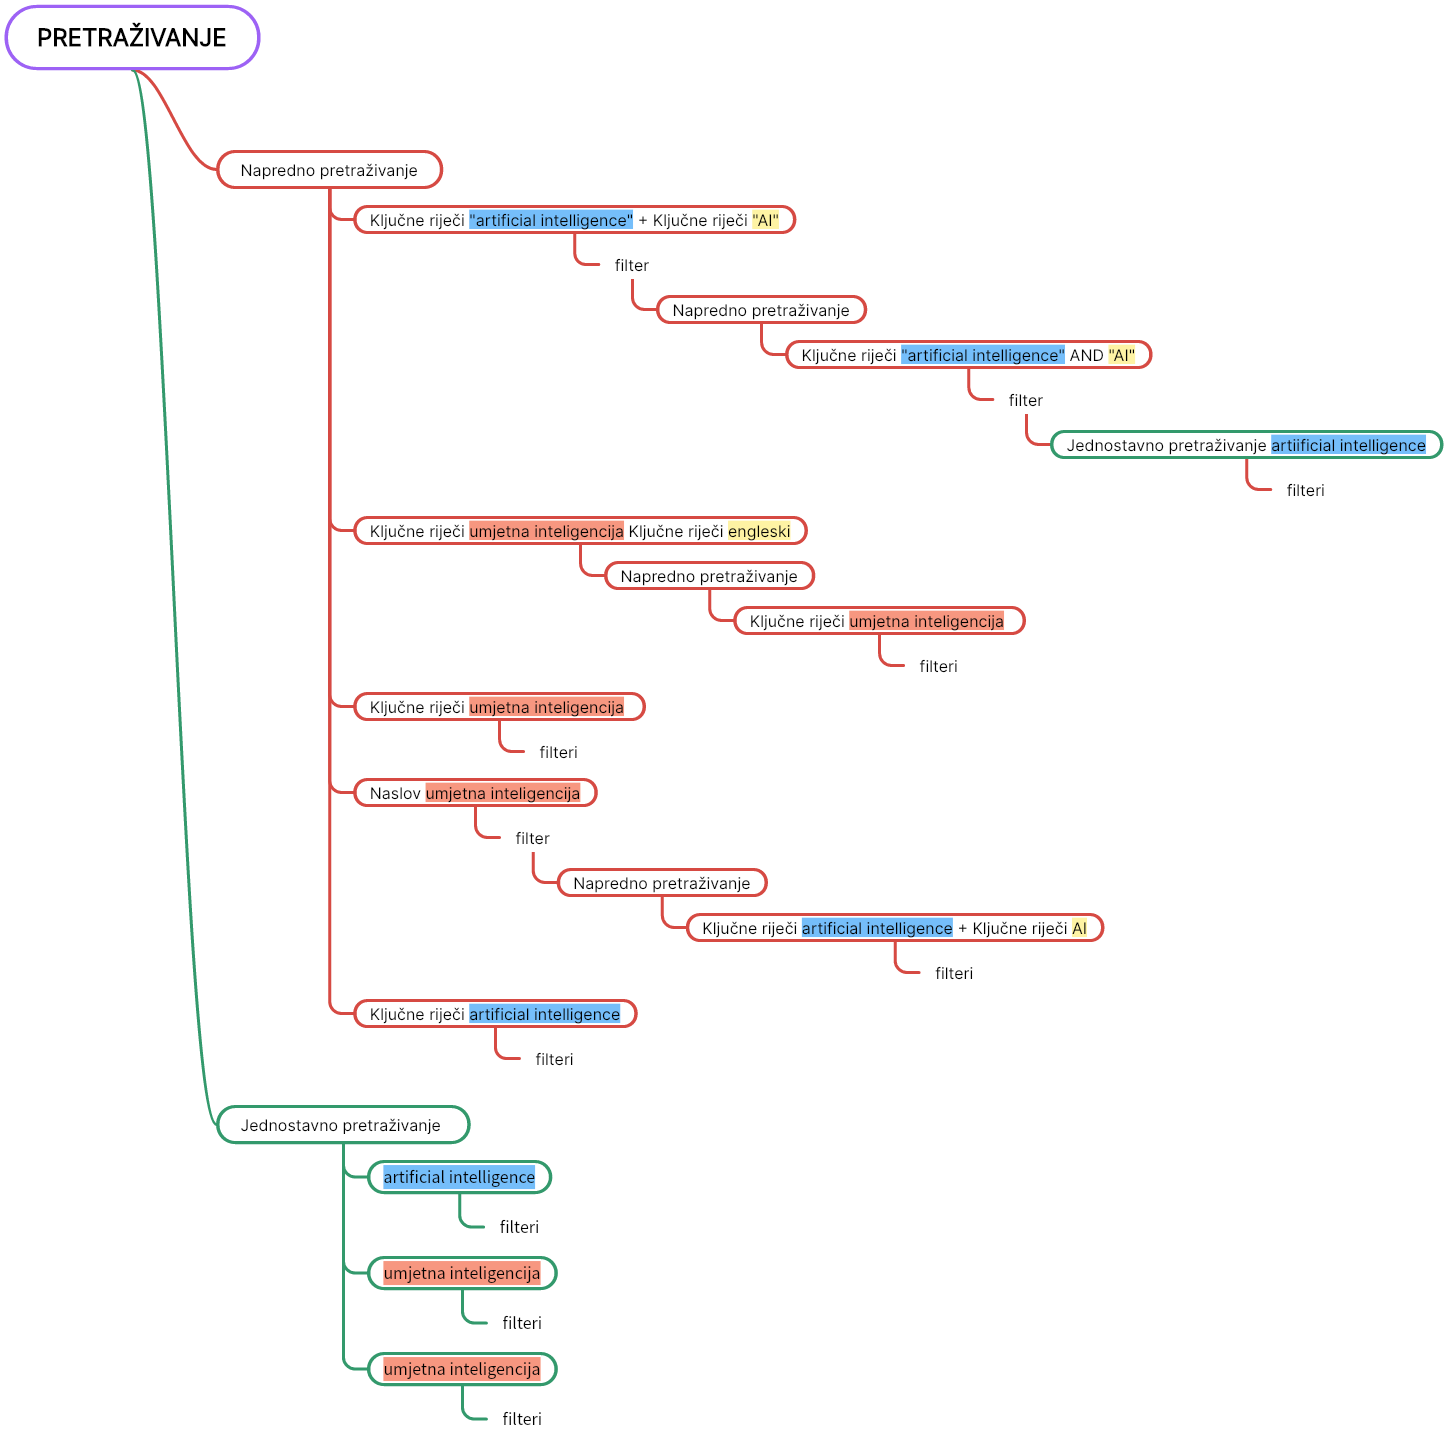 PRETRAŽIVANJE
Napredno pretraživanje
Ključne riječi "artificial intelligence" + Ključne riječi "AI"
filter
Napredno pretraživanje
Ključne riječi "artificial intelligence" AND "AI"
filter
Jednostavno pretraživanje artiificial intelligence
filteri
Ključne riječi umjetna inteligencija Ključne riječi engleski
Napredno pretraživanje
Ključne riječi umjetna inteligencija
filteri
Ključne riječi umjetna inteligencija
filteri
Naslov umjetna inteligencija
filter
Napredno pretraživanje
Ključne riječi artificial intelligence + Ključne riječi AI
filteri
Ključne riječi artificial intelligence
filteri
Jednostavno pretraživanje
artificial intelligence
filteri
umjetna inteligencija
filteri
umjetna inteligencija
filteri